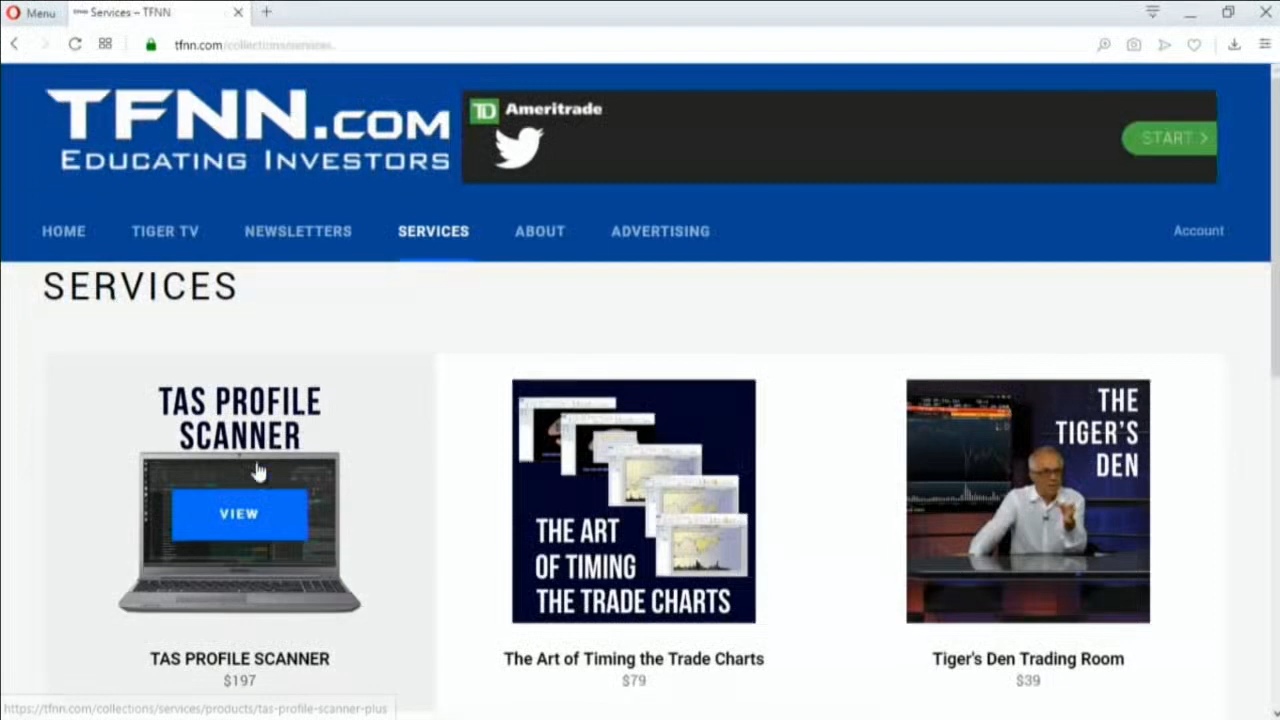 Menu
Services – TFNN
tfnn.com/collections/services
TFNN.COM
EDUCATING INVESTORS
TD Ameritrade
START >
HOME
TIGER TV
NEWSLETTERS
SERVICES
ABOUT
ADVERTISING
Account
SERVICES
TAS PROFILE
SCANNER
VIEW
THE ART
OF TIMING
THE TRADE CHARTS
THE
TIGER'S
DEN
TAS PROFILE SCANNER
$197
The Art of Timing the Trade Charts
$79
Tiger's Den Trading Room
$39
https://tfnn.com/collections/services/products/tas-profile-scanner-plus